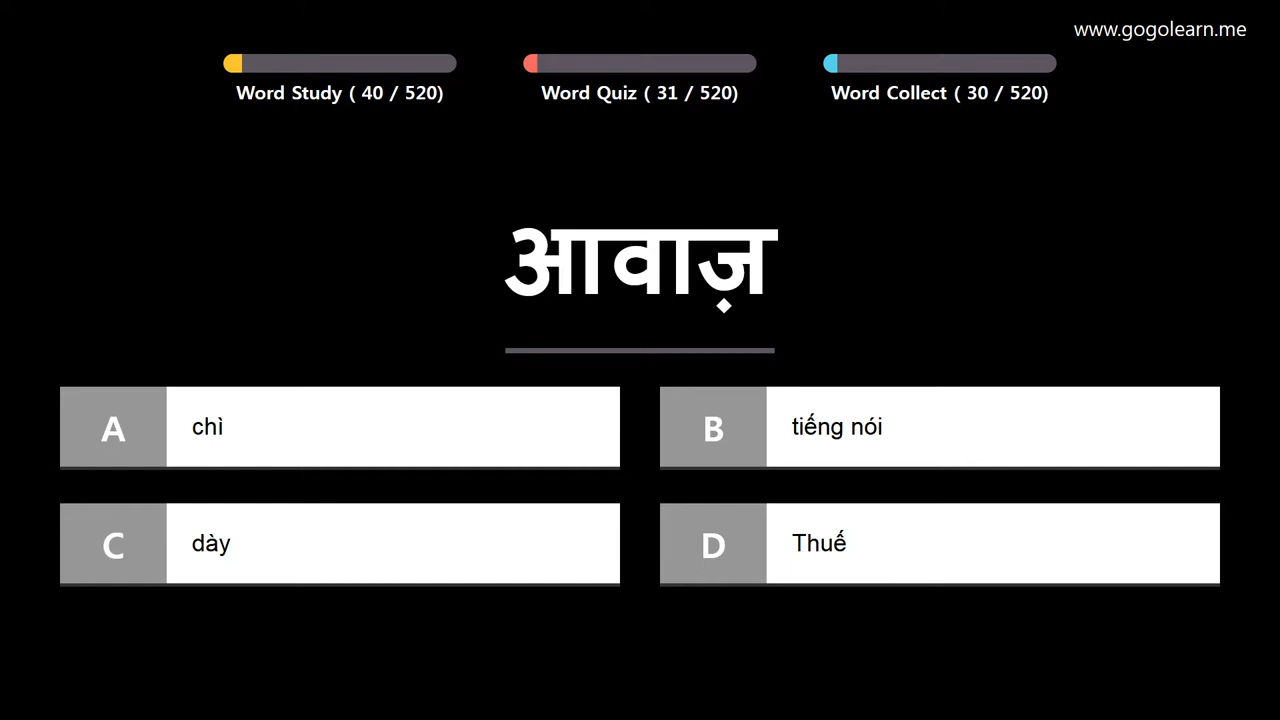 www.gogolearn.me
Word Study ( 40 / 520)
Word Quiz ( 31 / 520)
Word Collect ( 30 / 520)
आवाज़
A
chì
B
tiếng nói
C
dày
D
Thuế